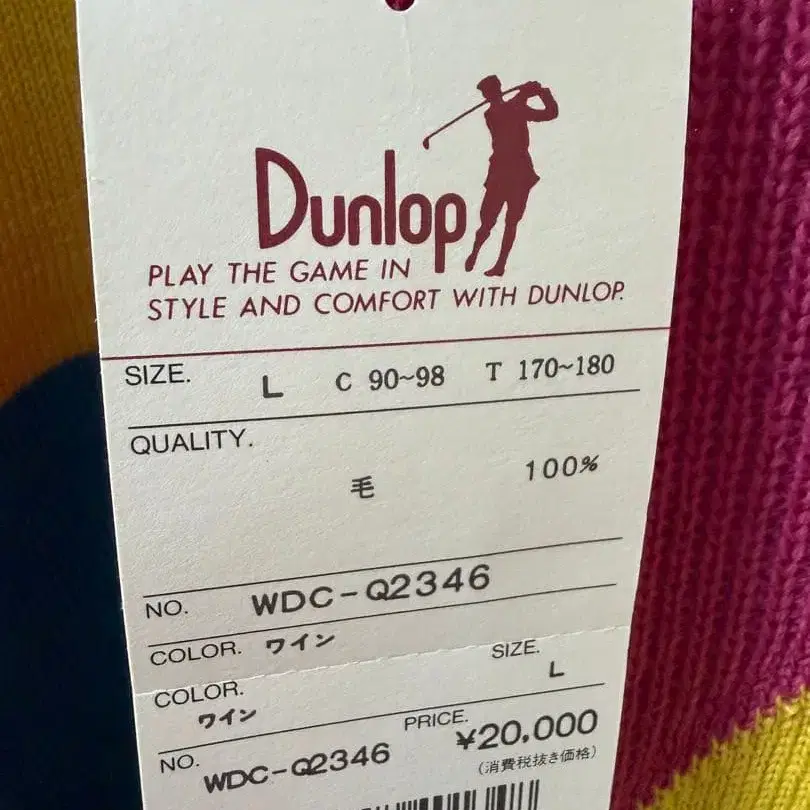 Dunlop
PLAY THE GAME IN
STYLE AND COMFORT WITH DUNLOP.
SIZE. L C 90~98 T 170~180
QUALITY.
毛 100%
NO. WDC-Q2346
COLOR. ワイン
SIZE. L
COLOR. ワイン
PRICE. ¥20,000
(消費税抜き価格)
NO. WDC-Q2346